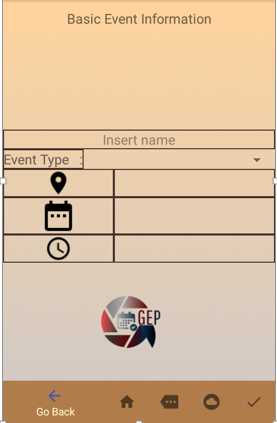 Basic Event Information
Insert name
Event Type :
GEP
Go Back